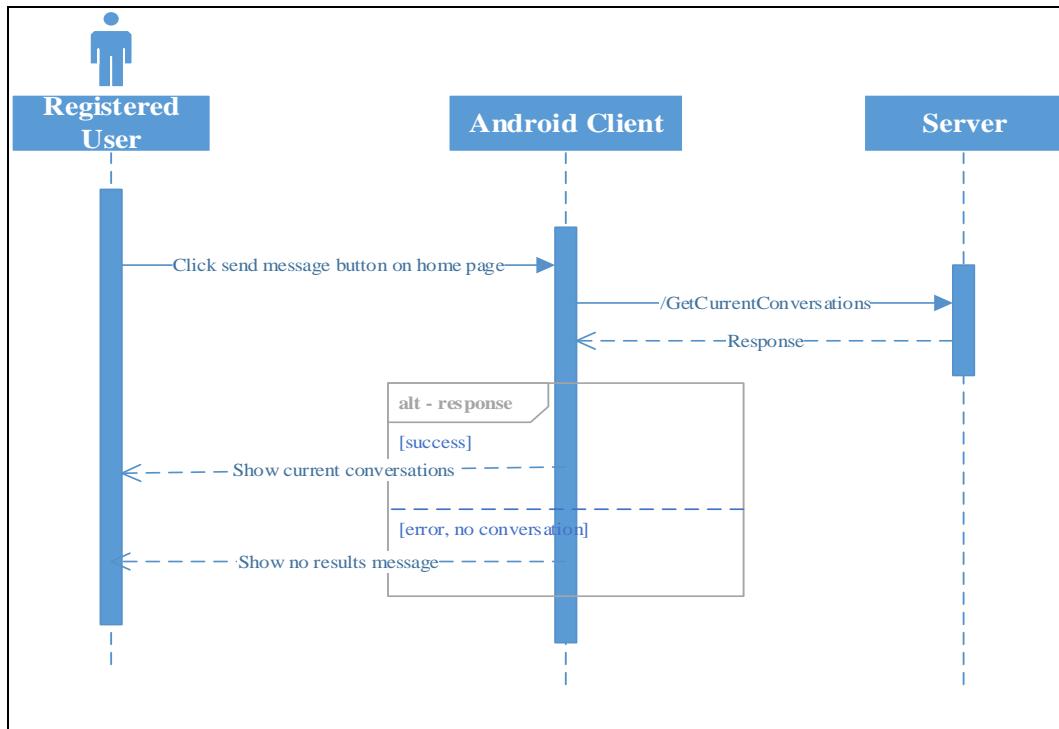 Registered
User
Android Client
Server
Click send message button on home page
/GetCurrentConversations
Response
alt - response
[success]
Show current conversations
[error, no conversation]
Show no results message